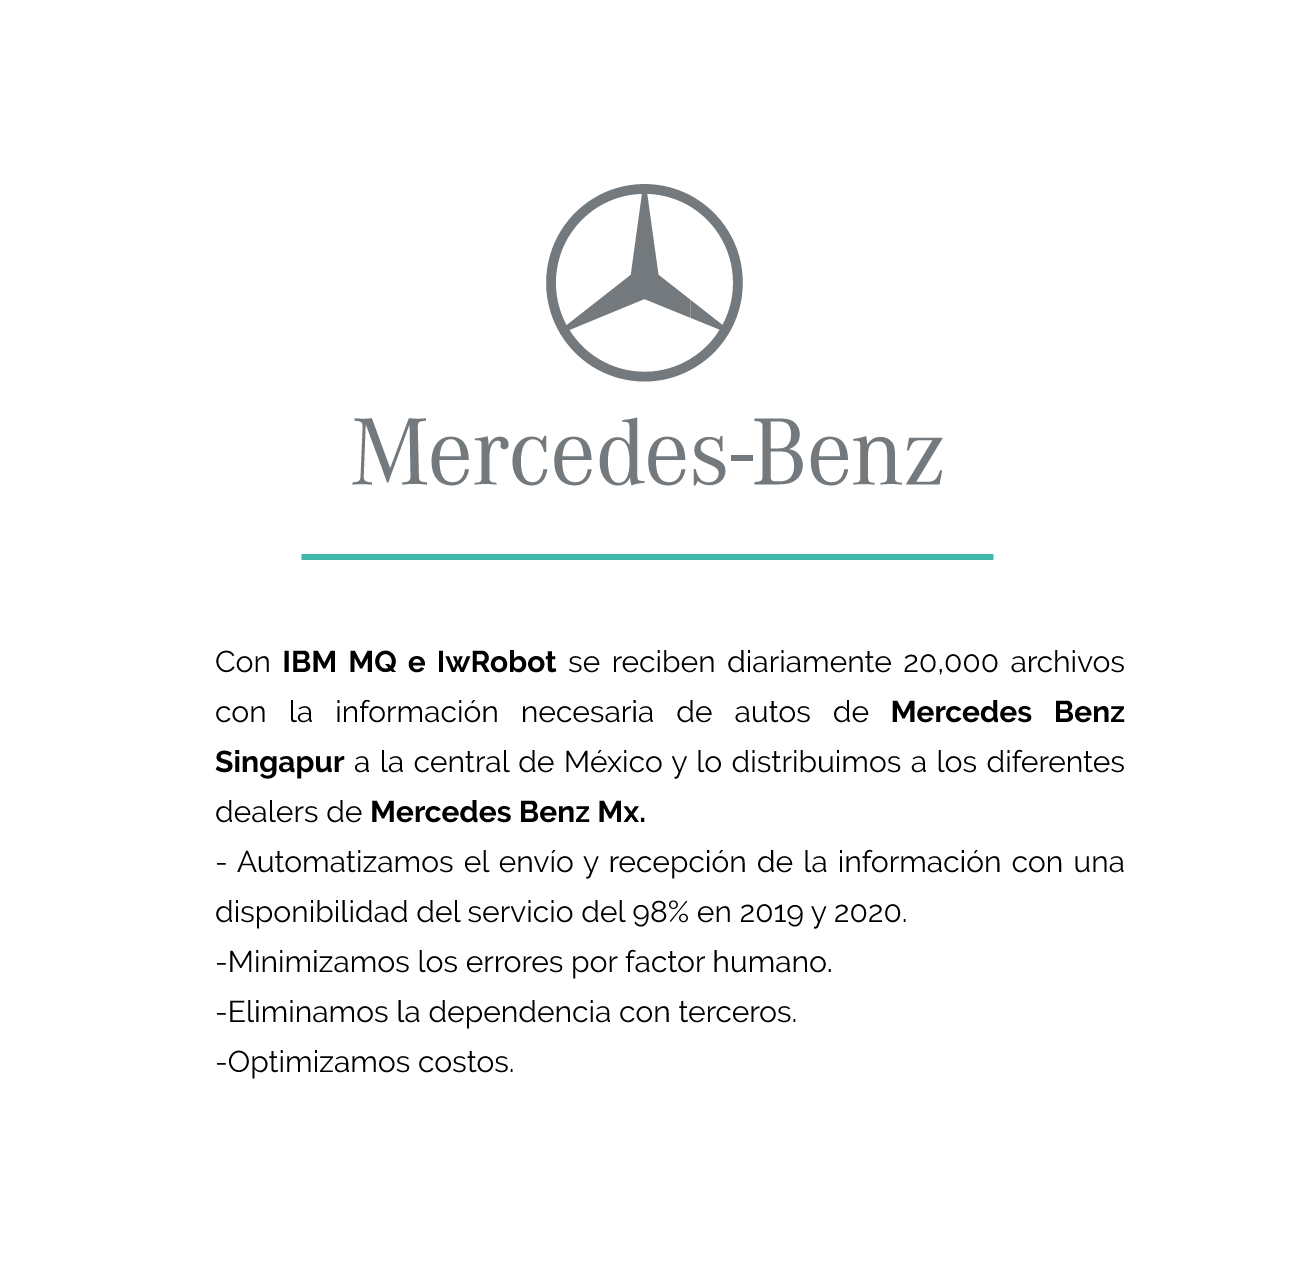 Mercedes-Benz
Con IBM MQ e IwRobot se reciben diariamente 20,000 archivos
con la información necesaria de autos de Mercedes Benz
Singapur a la central de México y lo distribuimos a los diferentes
dealers de Mercedes Benz Mx.
- Automatizamos el envío y recepción de la información con una
disponibilidad del servicio del 98% en 2019 y 2020.
-Minimizamos los errores por factor humano.
-Eliminamos la dependencia con terceros.
-Optimizamos costos.